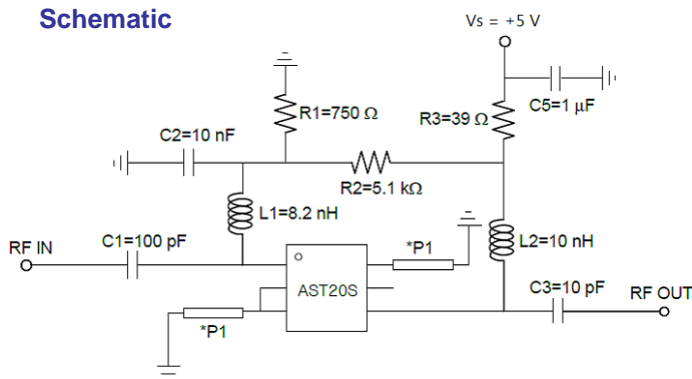 Schematic
Vs = +5 V
R1=750 Ω
R3=39 Ω
C5=1 µF
C2=10 nF
R2=5.1 kΩ
L1=8.2 nH
*P1
L2=10 nH
RF IN
C1=100 pF
AST20S
C3=10 pF
RF OUT
*P1